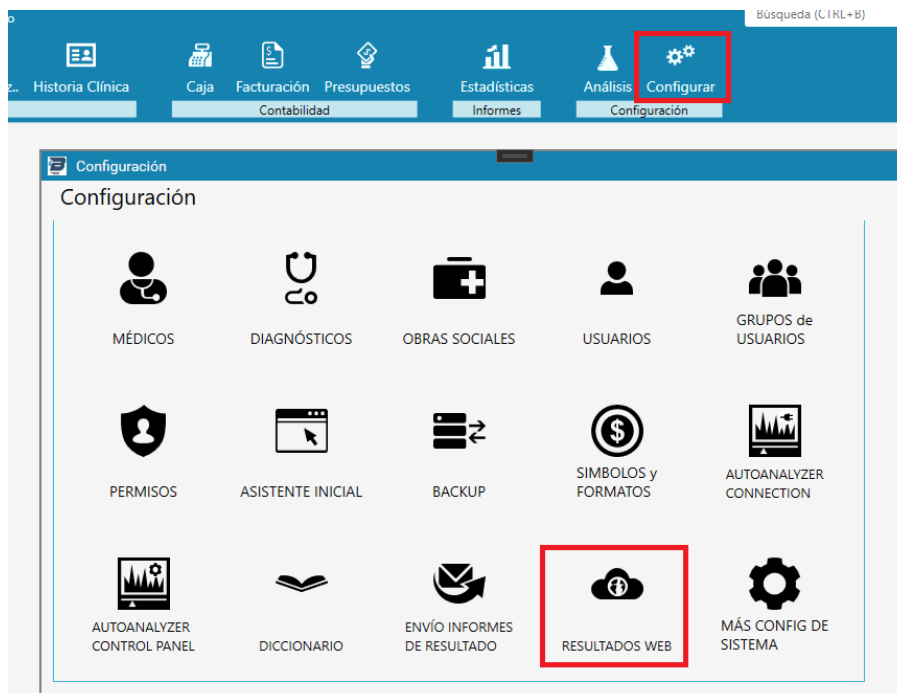 o
Búsqueda (CTRL+B)
z.. Historia Clínica Caja Facturación Presupuestos Estadísticas Análisis Configurar
Contabilidad Informes Configuración
Configuración
Configuración
MÉDICOS DIAGNÓSTICOS OBRAS SOCIALES USUARIOS GRUPOS de
USUARIOS
PERMISOS ASISTENTE INICIAL BACKUP SIMBOLOS y
FORMATOS AUTOANALYZER
CONNECTION
AUTOANALYZER
CONTROL PANEL DICCIONARIO ENVÍO INFORMES
DE RESULTADO RESULTADOS WEB MÁS CONFIG DE
SISTEMA